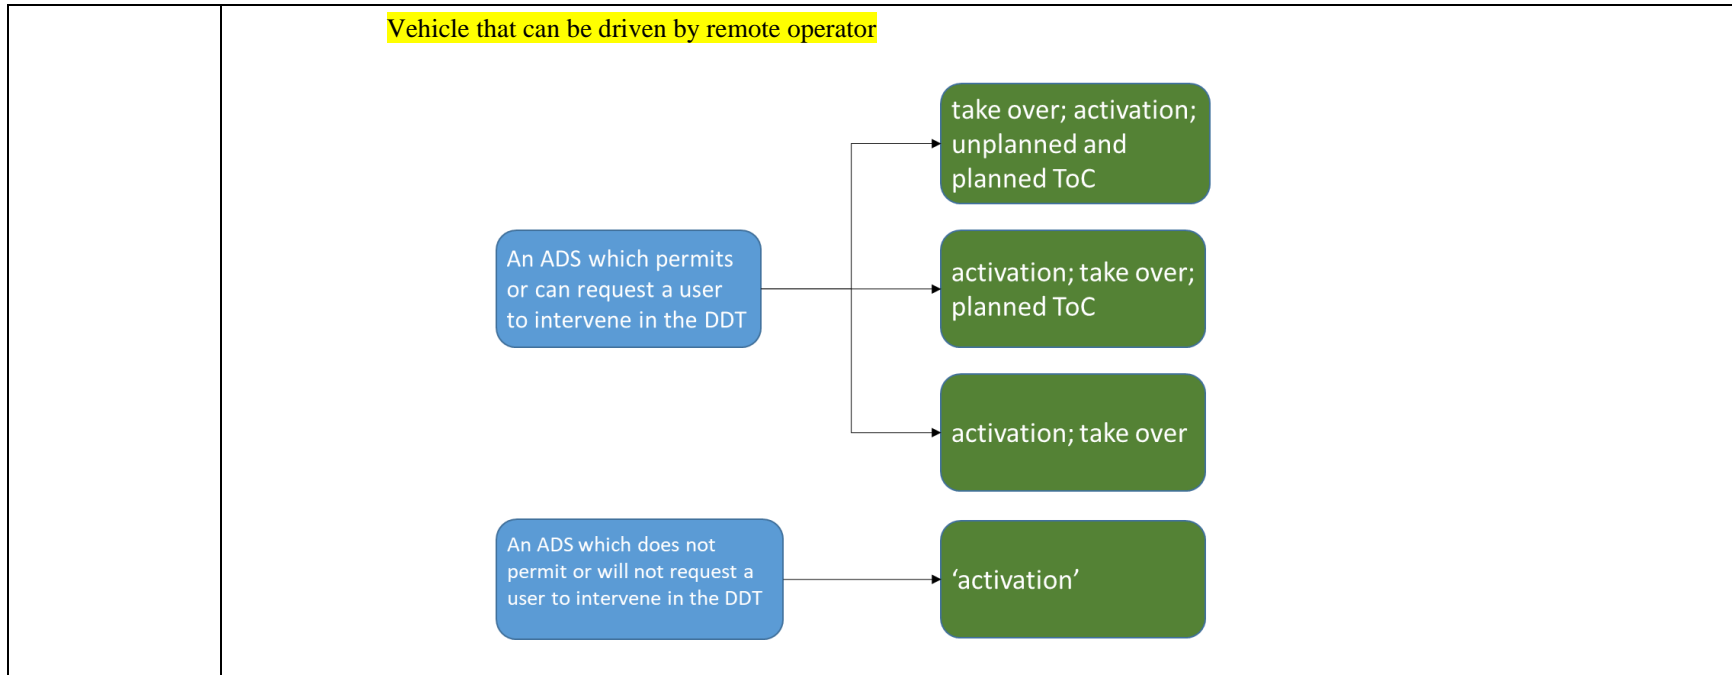 Vehicle that can be driven by remote operator
take over; activation;
unplanned and
planned ToC
An ADS which permits
or can request a user
to intervene in the DDT
activation; take over;
planned ToC
activation; take over
An ADS which does not
permit or will not request a
user to intervene in the DDT
‘activation’